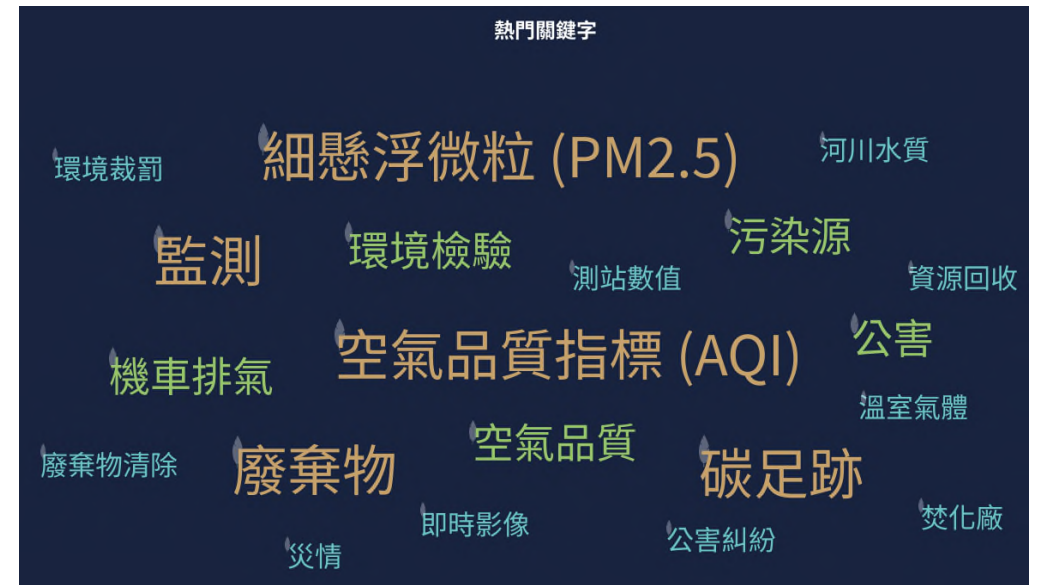 熱門關鍵字
細懸浮微粒 (PM2.5)
河川水質
環境裁罰
污染源
環境檢驗
監測
測站數值
資源回收
公害
空氣品質指標 (AQI)
機車排氣
溫室氣體
空氣品質
廢棄物清除
廢棄物
碳足跡
焚化廠
即時影像
公害糾紛
災情